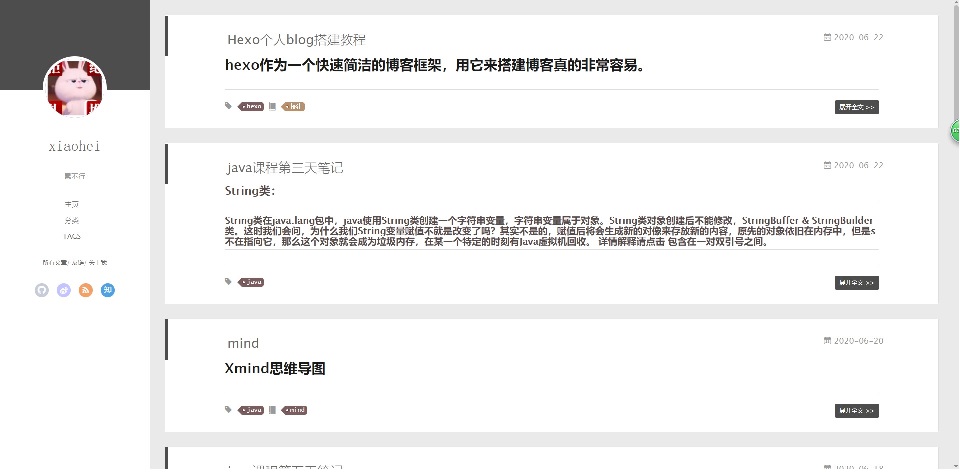 xiaohei
主页
分类
TAGS
Hexo个人blog搭建教程
2020-06-22
hexo作为一个快速简洁的博客框架，用它来搭建博客真的非常容易。
hexo
展开全文 >>
java课程第三天笔记
2020-06-22
String类：
String类在java.lang包中，java使用String类创建一个字符串变量，字符串变量属于对象。String类对象创建后不能修改，StringBuffer & StringBuilder
类，这时我们会问，为什么我们String变量赋值不就是改变了吗？其实不是的，赋值后将会生成新的对像来存放新的内容，原先的对象依旧在内存中，但是s
不在指向它，那么这个对象就会成为垃圾内存，在某一个特定的时刻有Java虚拟机回收。 详情解释请点击 包含在一对双引号之间。
java
展开全文 >>
mind
2020-06-20
Xmind思维导图
java
mind
展开全文 >>